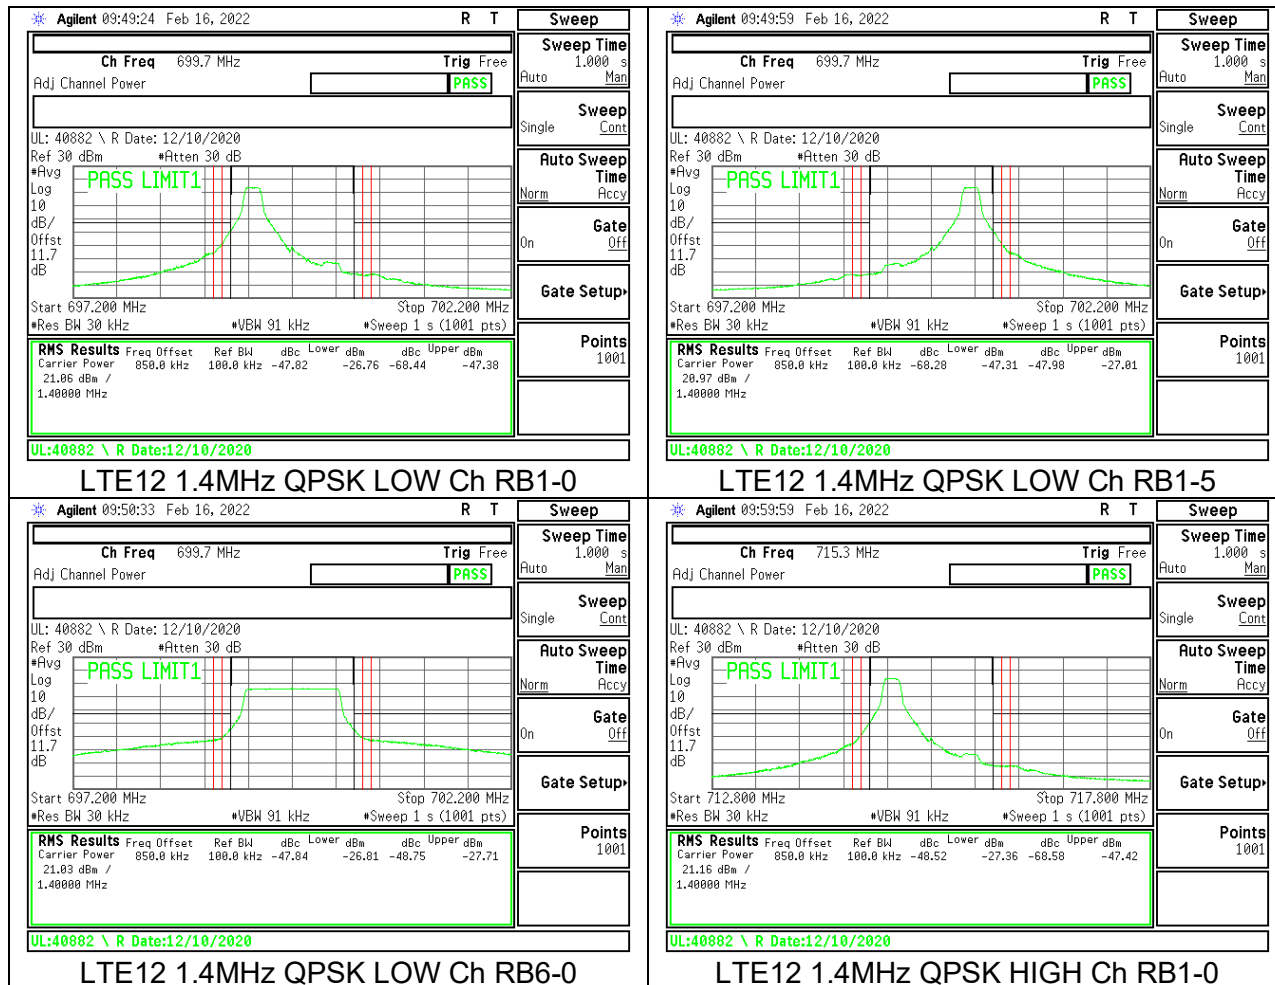 Agilent 09:49:24 Feb 16, 2022 R T Sweep
Sweep Time
1.000 s
Auto Man
Ch Freq 699.7 MHz Trig Free
Adj Channel Power PASS
Sweep
Single Cont
UL: 40882 \ R Date: 12/10/2020
Ref 30 dBm #Atten 30 dB
Auto Sweep
Time
Norm Accy
#Avg
Log
10
dB/
Offst
11.7
dB
PASS LIMIT1
Gate
On Off
Gate Setup▸
Start 697.200 MHz Stop 702.200 MHz
#Res BW 30 kHz #VBW 91 kHz #Sweep 1 s (1001 pts)
Points
1001
RMS Results Freq Offset Ref BW dBc Lower dBm dBc Upper dBm
Carrier Power 850.0 kHz 100.0 kHz -47.82 -26.76 -68.44 -47.38
21.06 dBm /
1.40000 MHz
UL:40882 \ R Date:12/10/2020
LTE12 1.4MHz QPSK LOW Ch RB1-0
Agilent 09:49:59 Feb 16, 2022 R T Sweep
Sweep Time
1.000 s
Auto Man
Ch Freq 699.7 MHz Trig Free
Adj Channel Power PASS
Sweep
Single Cont
UL: 40882 \ R Date: 12/10/2020
Ref 30 dBm #Atten 30 dB
Auto Sweep
Time
Norm Accy
#Avg
Log
10
dB/
Offst
11.7
dB
PASS LIMIT1
Gate
On Off
Gate Setup▸
Start 697.200 MHz Stop 702.200 MHz
#Res BW 30 kHz #VBW 91 kHz #Sweep 1 s (1001 pts)
Points
1001
RMS Results Freq Offset Ref BW dBc Lower dBm dBc Upper dBm
Carrier Power 850.0 kHz 100.0 kHz -68.28 -47.31 -47.98 -27.01
20.97 dBm /
1.40000 MHz
UL:40882 \ R Date:12/10/2020
LTE12 1.4MHz QPSK LOW Ch RB1-5
Agilent 09:50:33 Feb 16, 2022 R T Sweep
Sweep Time
1.000 s
Auto Man
Ch Freq 699.7 MHz Trig Free
Adj Channel Power PASS
Sweep
Single Cont
UL: 40882 \ R Date: 12/10/2020
Ref 30 dBm #Atten 30 dB
Auto Sweep
Time
Norm Accy
#Avg
Log
10
dB/
Offst
11.7
dB
PASS LIMIT1
Gate
On Off
Gate Setup▸
Start 697.200 MHz Stop 702.200 MHz
#Res BW 30 kHz #VBW 91 kHz #Sweep 1 s (1001 pts)
Points
1001
RMS Results Freq Offset Ref BW dBc Lower dBm dBc Upper dBm
Carrier Power 850.0 kHz 100.0 kHz -47.84 -26.81 -48.75 -27.71
21.03 dBm /
1.40000 MHz
UL:40882 \ R Date:12/10/2020
LTE12 1.4MHz QPSK LOW Ch RB6-0
Agilent 09:59:59 Feb 16, 2022 R T Sweep
Sweep Time
1.000 s
Auto Man
Ch Freq 715.3 MHz Trig Free
Adj Channel Power PASS
Sweep
Single Cont
UL: 40882 \ R Date: 12/10/2020
Ref 30 dBm #Atten 30 dB
Auto Sweep
Time
Norm Accy
#Avg
Log
10
dB/
Offst
11.7
dB
PASS LIMIT1
Gate
On Off
Gate Setup▸
Start 712.800 MHz Stop 717.800 MHz
#Res BW 30 kHz #VBW 91 kHz #Sweep 1 s (1001 pts)
Points
1001
RMS Results Freq Offset Ref BW dBc Lower dBm dBc Upper dBm
Carrier Power 850.0 kHz 100.0 kHz -48.52 -27.36 -68.58 -47.42
21.16 dBm /
1.40000 MHz
UL:40882 \ R Date:12/10/2020
LTE12 1.4MHz QPSK HIGH Ch RB1-0